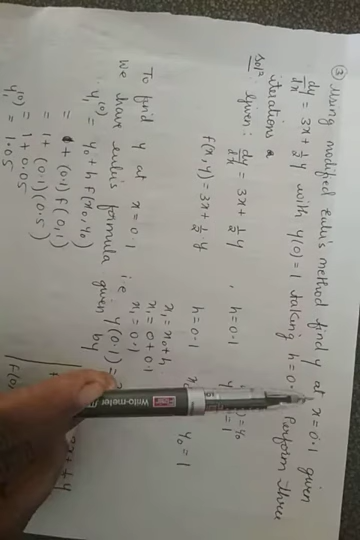 ③ Using modified Euler's method find y at x = 0.1 given
dy/dx = 3x + 1/2 y with y(0) = 1 taking h = 0. Perform three
iterations
Sol?: Given: dy/dx = 3x + 1/2 y , h = 0.1
f(x, y) = 3x + 1/2 y h = 0.1 y₀ = 1
x₁ = x₀ + h
x₁ = 0 + 0.1
To find y at x = 0.1 x₁ = 0.1
We have Euler's formula i.e. y(0.1) =
given by
y₁⁽⁰⁾ = y₀ + h f(x₀, y₀)
= 1 + (0.1) f(0,1)
= 1 + (0.1)(0.5)
= 1 + 0.05
y₁⁽⁰⁾ = 1.05
Writo-meter